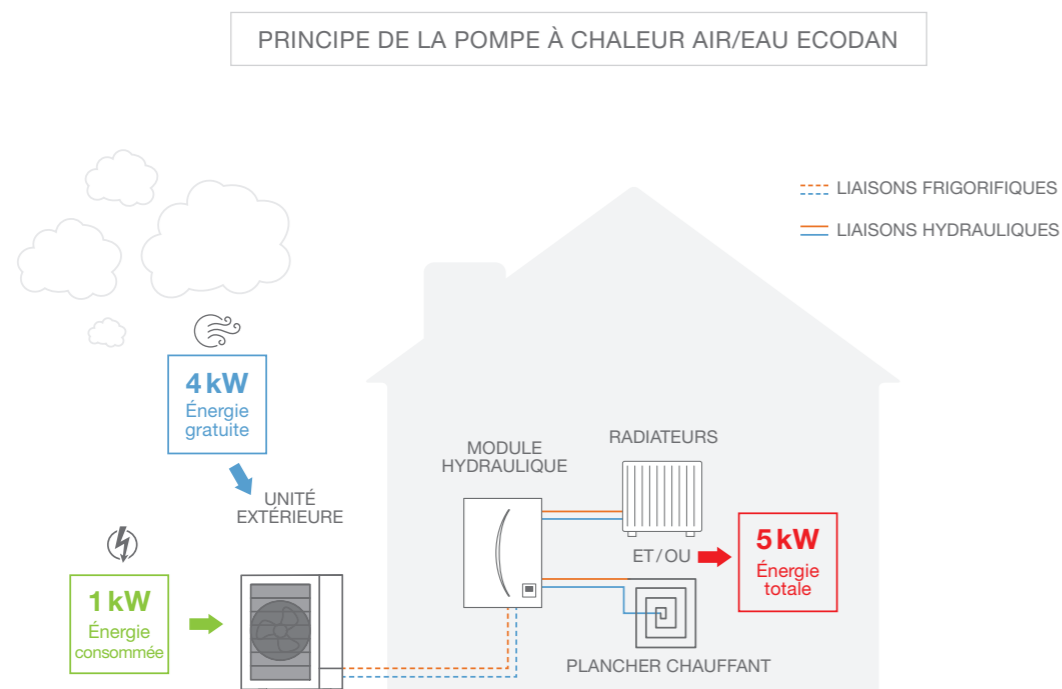 PRINCIPE DE LA POMPE À CHALEUR AIR/EAU ECODAN
LIAISONS FRIGORIFIQUES
LIAISONS HYDRAULIQUES
4 kW
Énergie
gratuite
UNITÉ
EXTÉRIEURE
1 kW
Énergie
consommée
MODULE
HYDRAULIQUE
RADIATEURS
ET / OU
PLANCHER CHAUFFANT
5 kW
Énergie
totale